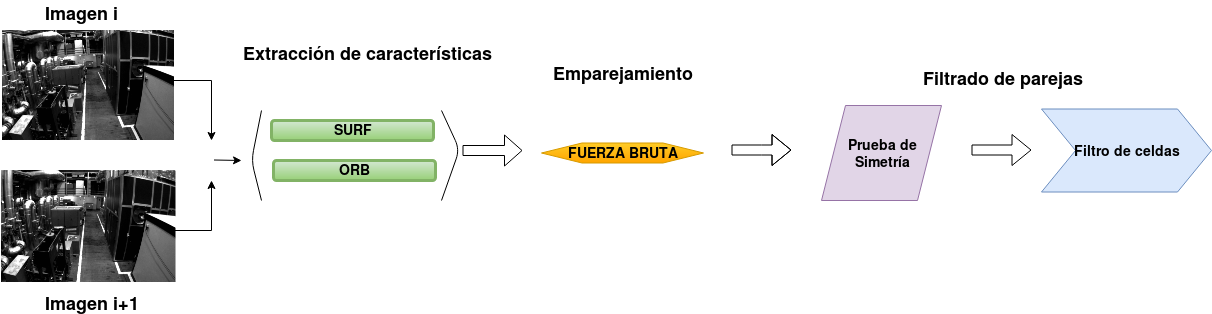 Imagen i
Extracción de características
SURF
ORB
Emparejamiento
FUERZA BRUTA
Filtrado de parejas
Prueba de
Simetría
Filtro de celdas
Imagen i+1